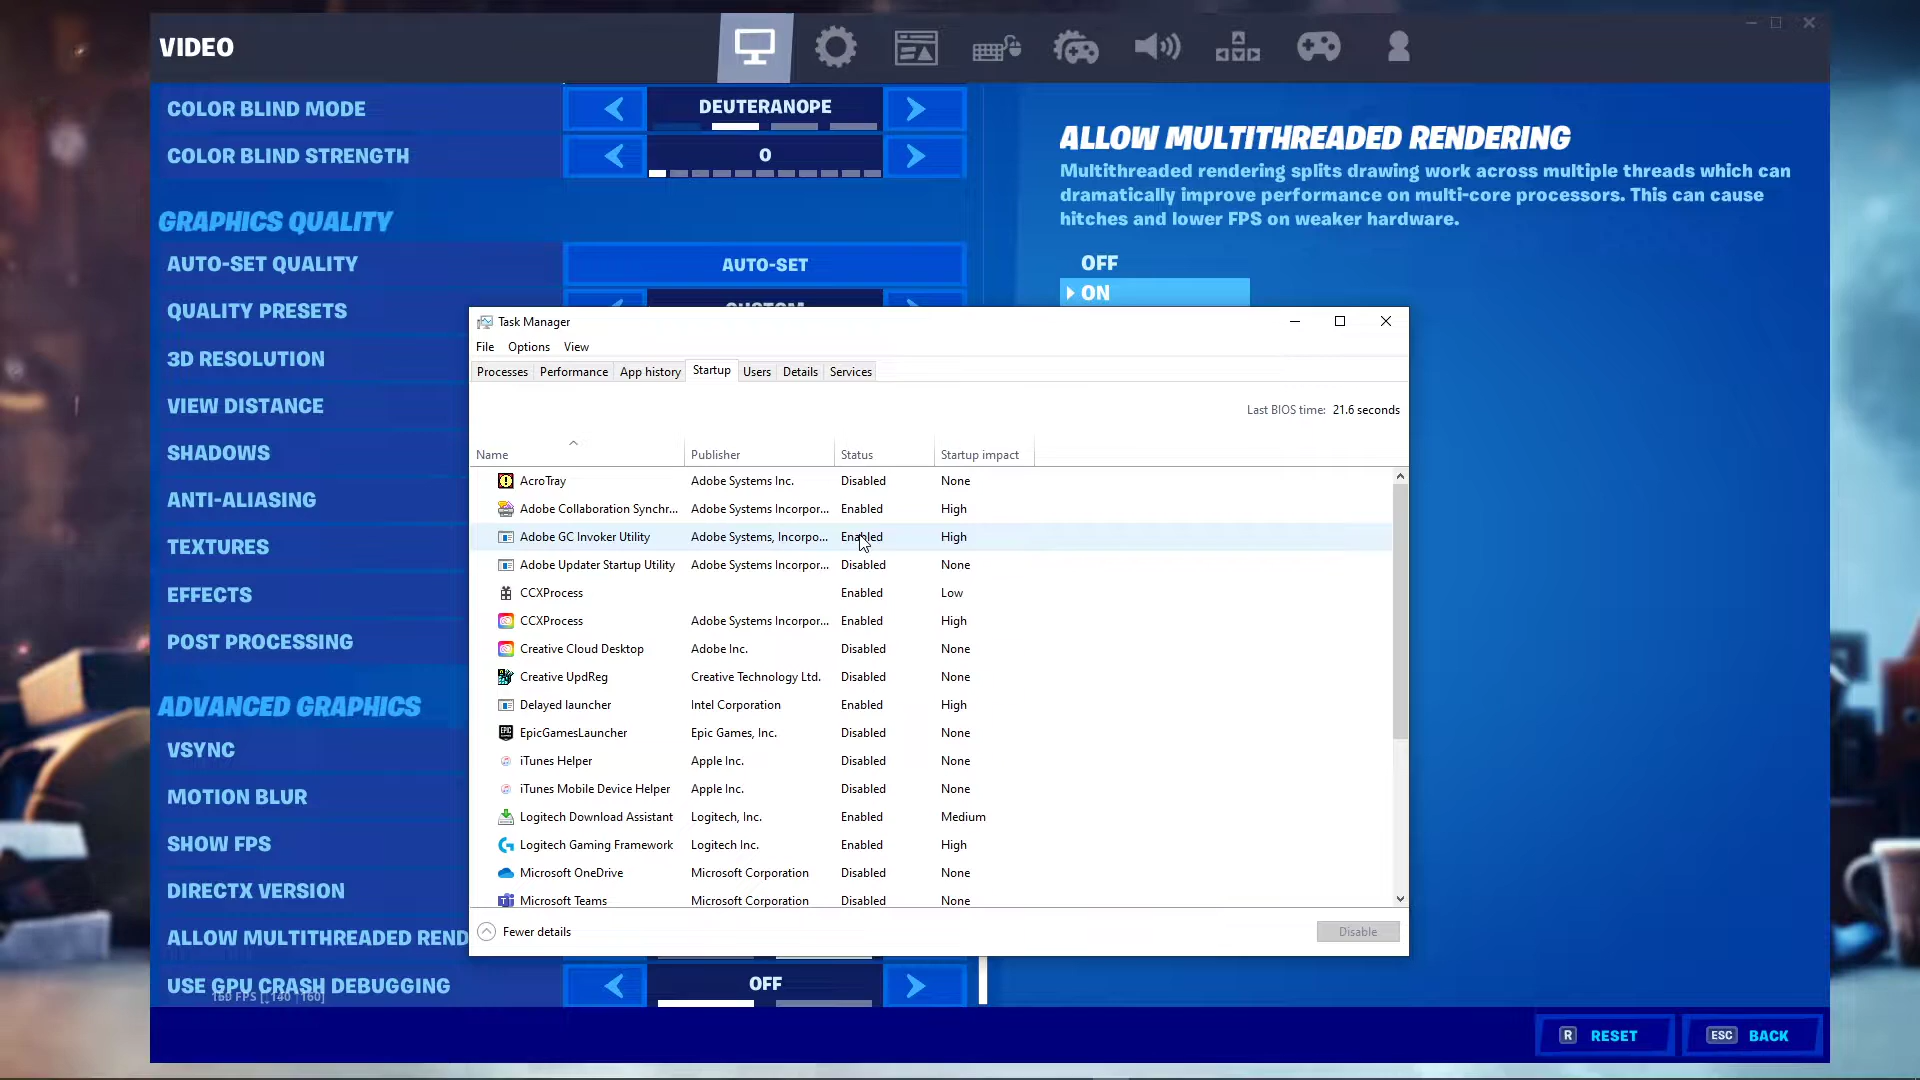 VIDEO
COLOR BLIND MODE
DEUTERANOPE
COLOR BLIND STRENGTH
0
GRAPHICS QUALITY
AUTO-SET QUALITY
AUTO-SET
QUALITY PRESETS
CUSTOM
3D RESOLUTION
VIEW DISTANCE
SHADOWS
ANTI-ALIASING
TEXTURES
EFFECTS
POST PROCESSING
ADVANCED GRAPHICS
VSYNC
MOTION BLUR
SHOW FPS
DIRECTX VERSION
ALLOW MULTITHREADED REND
USE GPU CRASH DEBUGGING
OFF
160 FPS [ 140 | 160]
ALLOW MULTITHREADED RENDERING
Multithreaded rendering splits drawing work across multiple threads which can
dramatically improve performance on multi-core processors. This can cause
hitches and lower FPS on weaker hardware.
OFF
ON
Task Manager
File Options View
Processes Performance App history Startup Users Details Services
Last BIOS time: 21.6 seconds
Name Publisher Status Startup impact
AcroTray Adobe Systems Inc. Disabled None
Adobe Collaboration Synchr... Adobe Systems Incorpor... Enabled High
Adobe GC Invoker Utility Adobe Systems, Incorpo... Enabled High
Adobe Updater Startup Utility Adobe Systems Incorpor... Disabled None
CCXProcess Enabled Low
CCXProcess Adobe Systems Incorpor... Enabled High
Creative Cloud Desktop Adobe Inc. Disabled None
Creative UpdReg Creative Technology Ltd. Disabled None
Delayed launcher Intel Corporation Enabled High
EpicGamesLauncher Epic Games, Inc. Disabled None
iTunes Helper Apple Inc. Disabled None
iTunes Mobile Device Helper Apple Inc. Disabled None
Logitech Download Assistant Logitech, Inc. Enabled Medium
Logitech Gaming Framework Logitech Inc. Enabled High
Microsoft OneDrive Microsoft Corporation Disabled None
Microsoft Teams Microsoft Corporation Disabled None
Fewer details
Disable
R RESET
ESC BACK